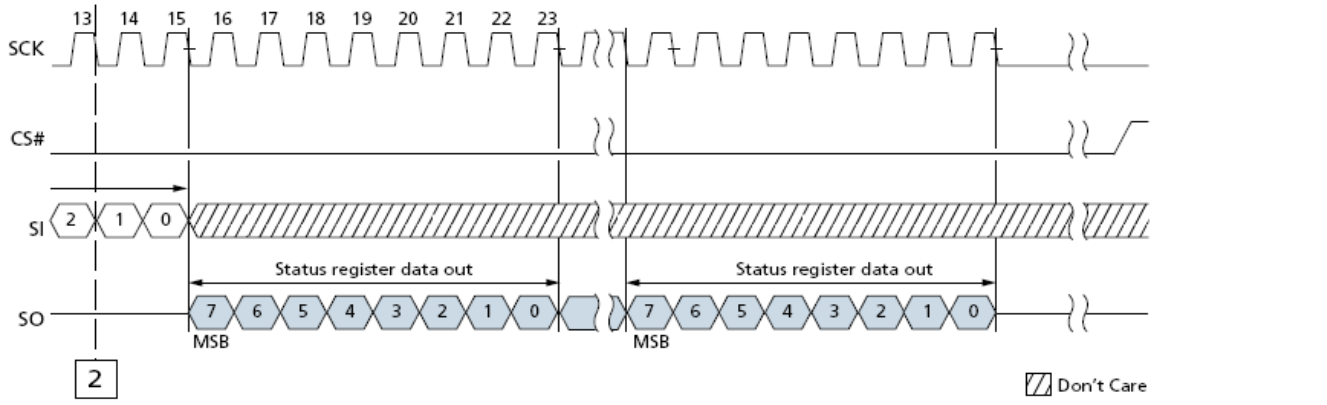 13 14 15 16 17 18 19 20 21 22 23
SCK
CS#
SI 2 1 0
Status register data out Status register data out
SO 7 6 5 4 3 2 1 0 7 6 5 4 3 2 1 0
MSB MSB
2
Don't Care